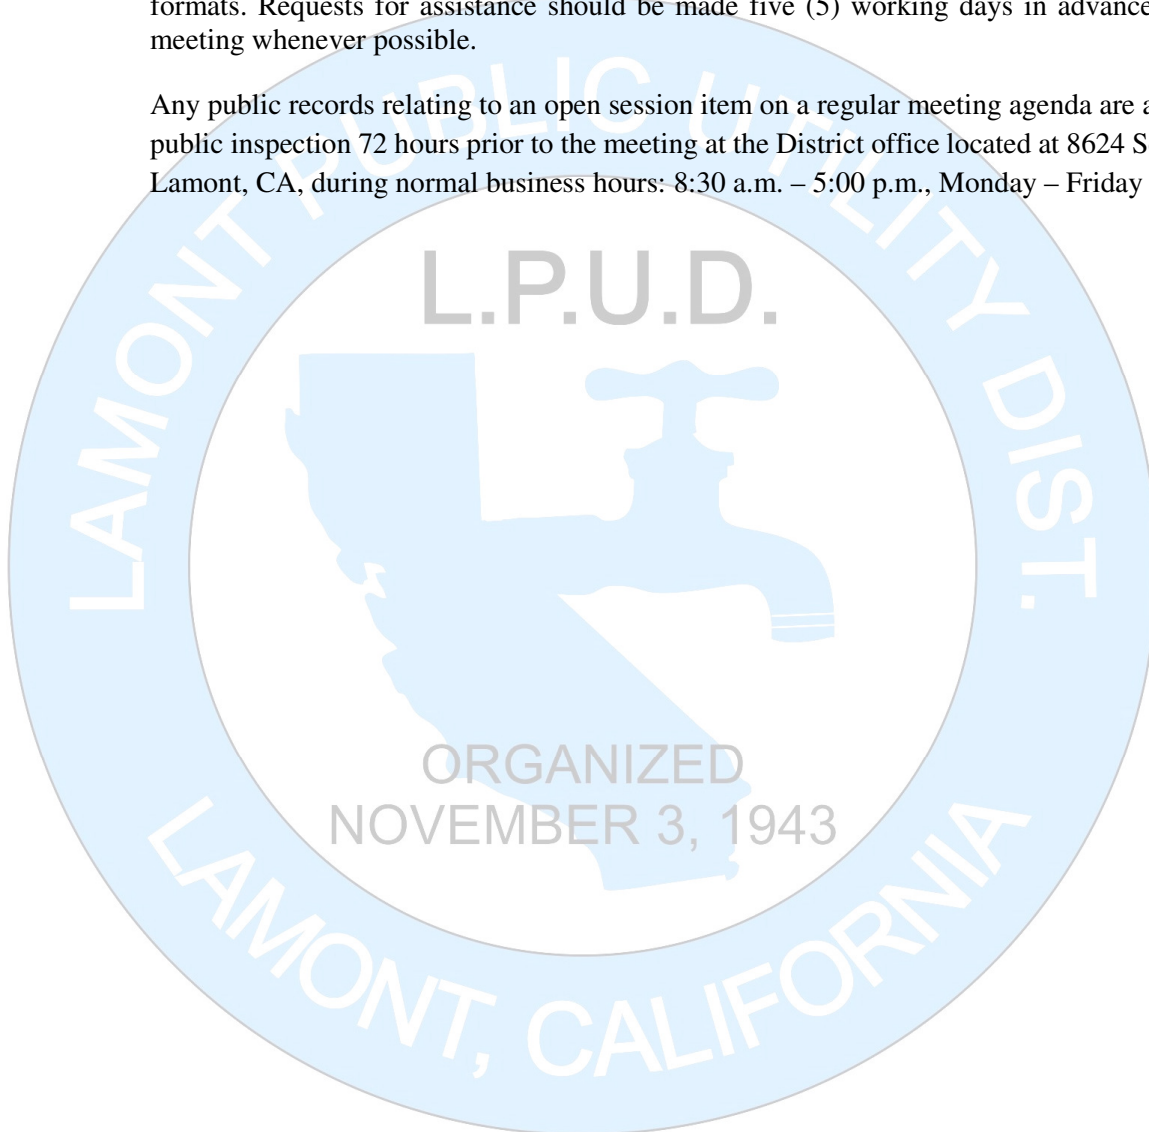 formats. Requests for assistance should be made five (5) working days in advance
meeting whenever possible.
Any public records relating to an open session item on a regular meeting agenda are
public inspection 72 hours prior to the meeting at the District office located at 8624
Lamont, CA, during normal business hours: 8:30 a.m. – 5:00 p.m., Monday – Friday
LAMONT PUBLIC UTILITY DIST.
L.P.U.D.
ORGANIZED
NOVEMBER 3, 1943
LAMONT, CALIFORNIA